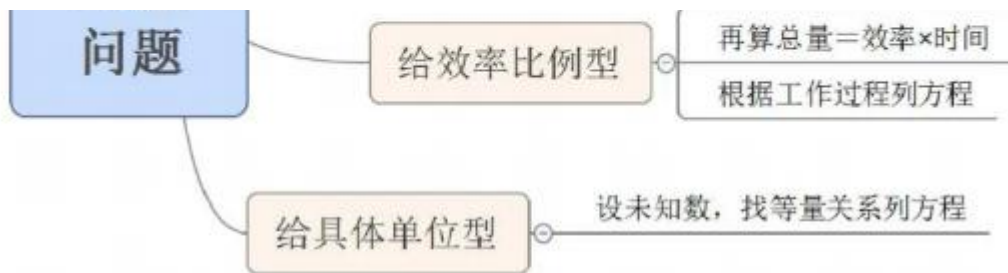 问题
给效率比例型
再算总量＝效率×时间
根据工作过程列方程
给具体单位型
设未知数，找等量关系列方程